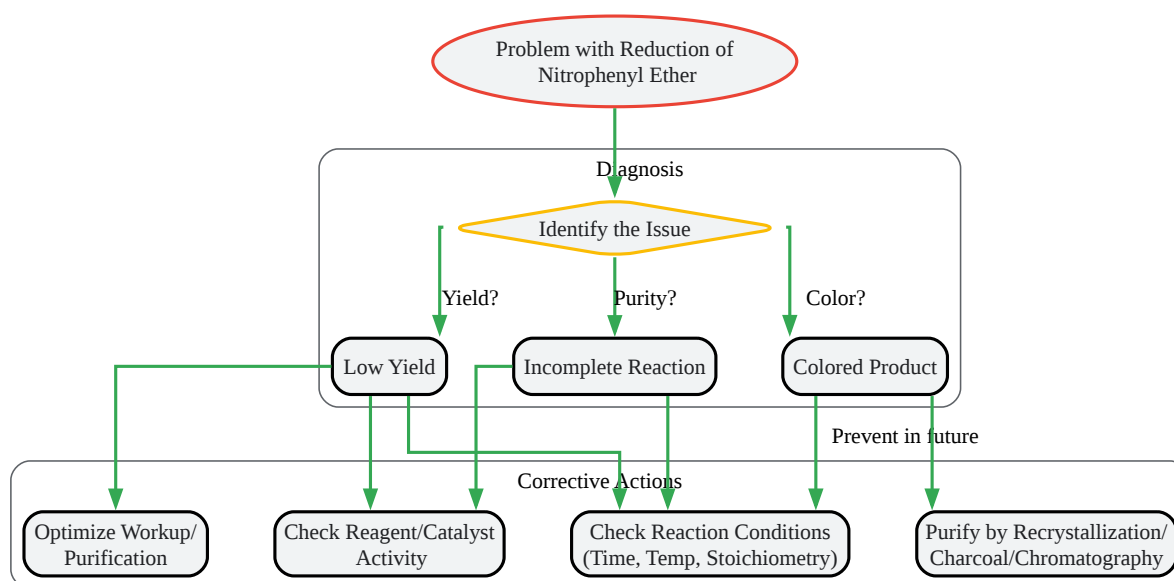 Problem with Reduction of
Nitrophenyl Ether
Diagnosis
Identify the Issue
Yield?
Purity?
Color?
Low Yield
Incomplete Reaction
Colored Product
Prevent in future
Corrective Actions
Optimize Workup/
Purification
Check Reagent/Catalyst
Activity
Check Reaction Conditions
(Time, Temp, Stoichiometry)
Purify by Recrystallization/
Charcoal/Chromatography